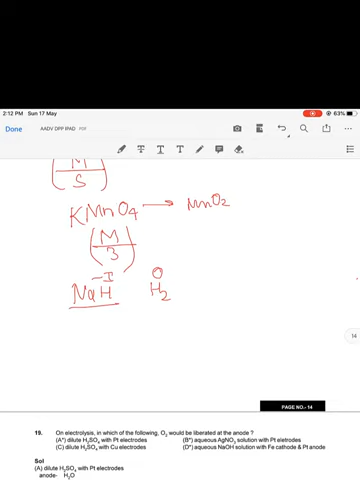 2:12 PM Sun 17 May
63%
Done
AADV DPP IPAD PDF
M
5
KMnO4 → MnO2
(M/3)
-1 0
NaH H2
14
PAGE NO.-14
19. On electrolysis, in which of the following, O2 would be liberated at the anode ?
(A*) dilute H2SO4 with Pt electrodes (B*) aqueous AgNO3 solution with Pt eletrodes
(C) dilute H2SO4 with Cu electrodes (D*) aqueous NaOH solution with Fe cathode & Pt anode
Sol
(A) dilute H2SO4 with Pt electrodes
anode- H2O